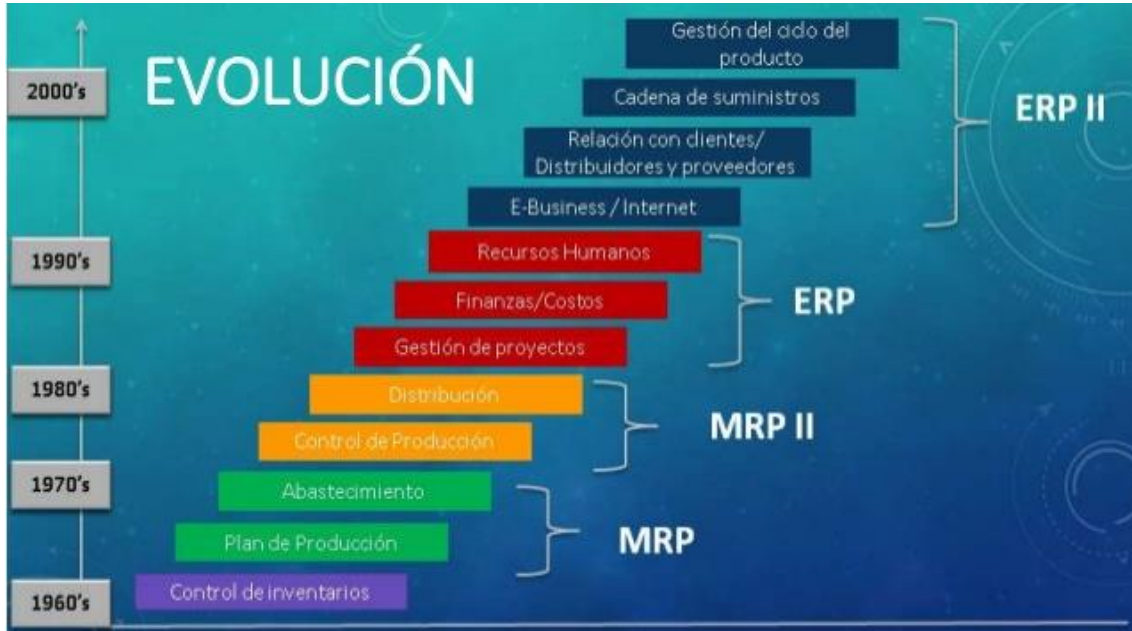 EVOLUCIÓN
Gestión del ciclo del
producto
2000's
Cadena de suministros
ERP II
Relación con clientes/
Distribuidores y proveedores
E-Business / Internet
1990's
Recursos Humanos
Finanzas/Costos
ERP
Gestión de proyectos
1980's
Distribución
MRP II
Control de Producción
1970's
Abastecimiento
MRP
Plan de Producción
1960's
Control de inventarios